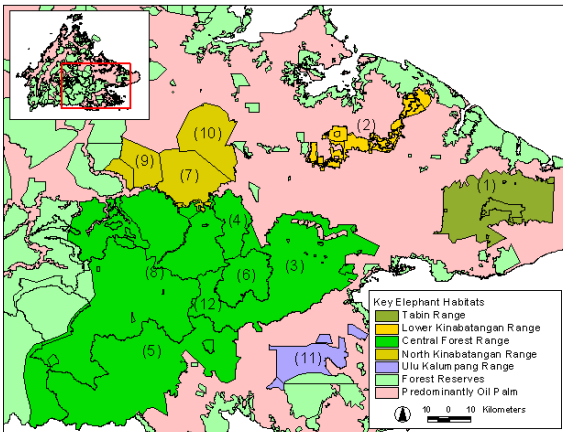 (10)
(2)
(9)
(7)
(1)
(4)
(3)
(8)
(6)
(12)
(5)
(11)
Key Elephant Habitats
Tabin Range
Lower Kinabatangan Range
Central Forest Range
North Kinabatangan Range
Ulu Kalumpang Range
Forest Reserves
Predominantly Oil Palm
10 0 10 Kilometers